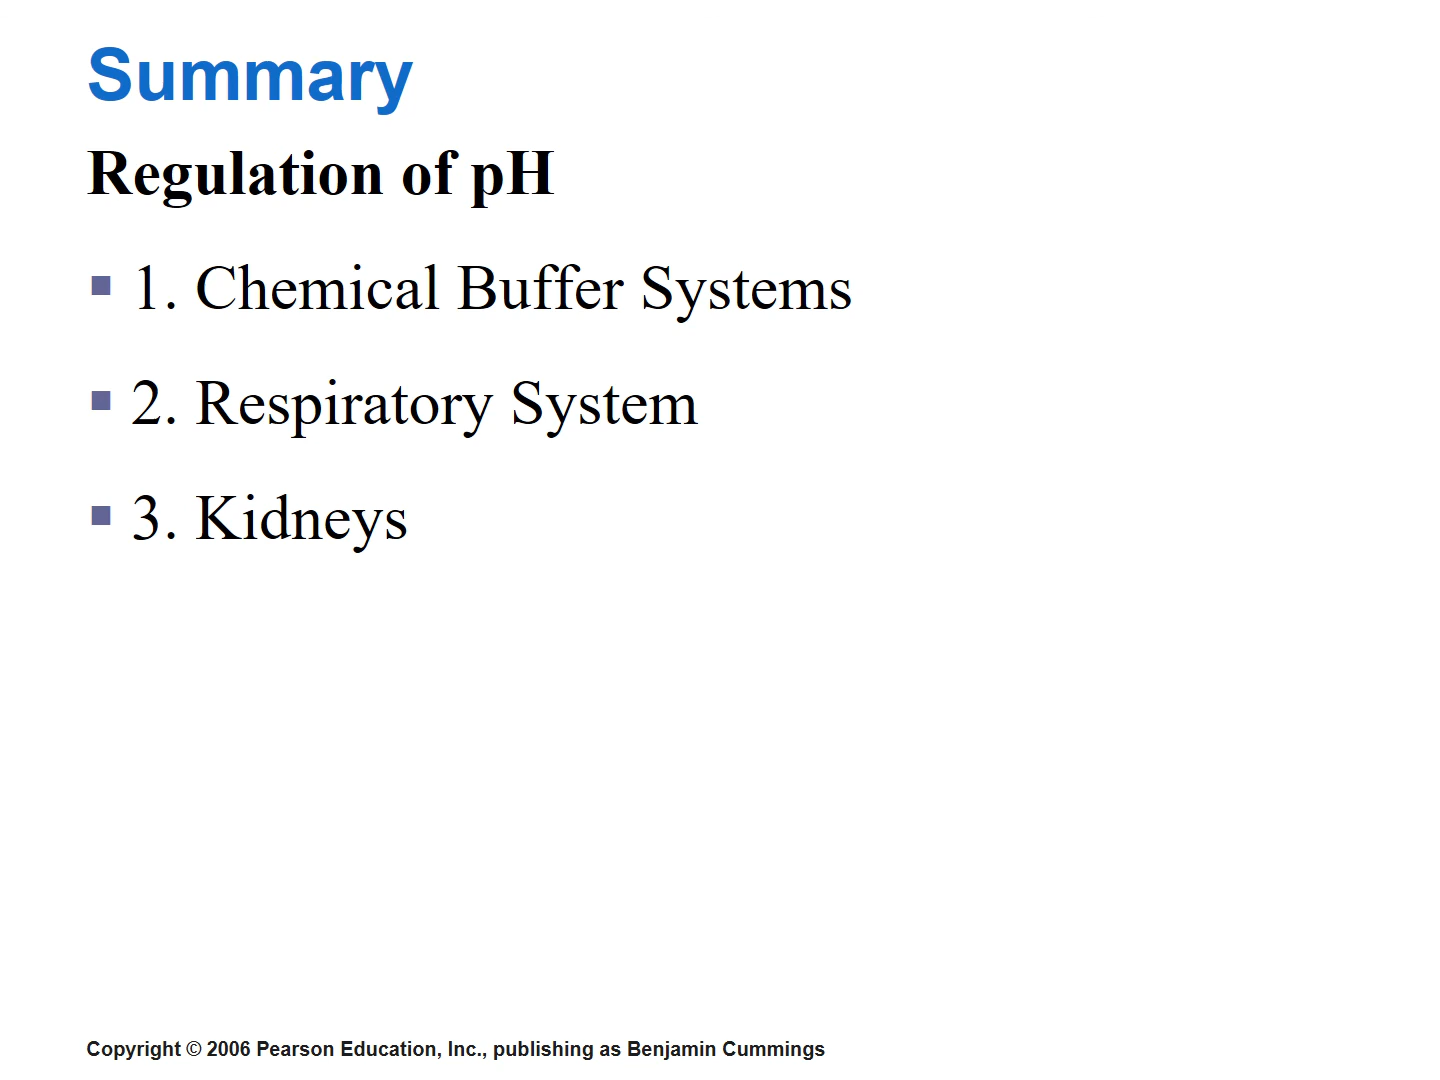 Summary
Regulation of pH
▪ 1. Chemical Buffer Systems
▪ 2. Respiratory System
▪ 3. Kidneys
Copyright © 2006 Pearson Education, Inc., publishing as Benjamin Cummings